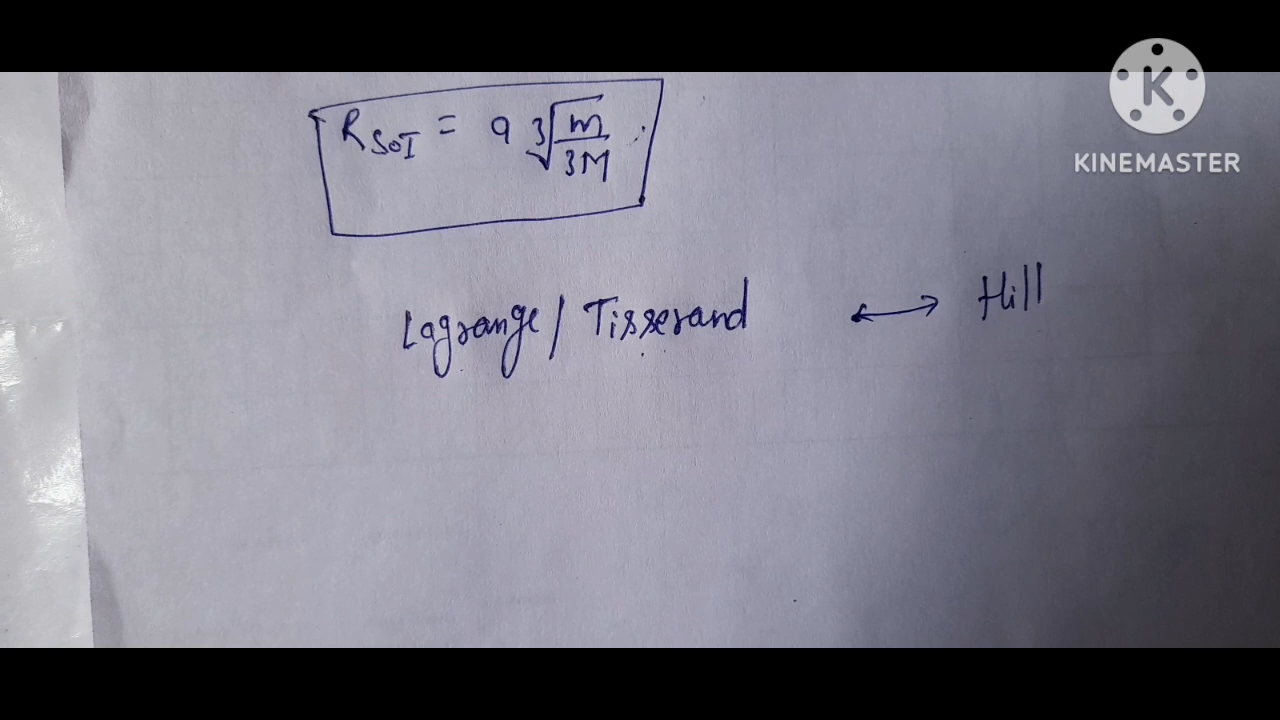 R_SOI = a ∛(m/3M)
KINEMASTER
Lagrange/ Tisserand ⟷ Hill